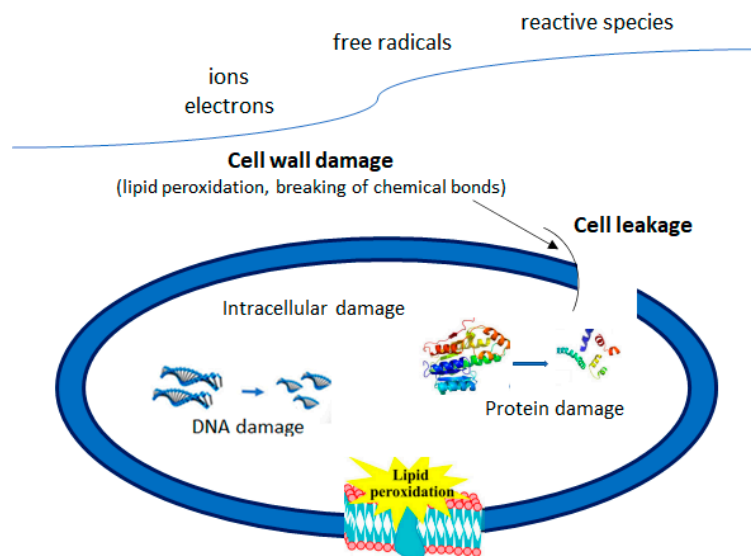 reactive species
free radicals
ions
electrons
Cell wall damage
(lipid peroxidation, breaking of chemical bonds)
Cell leakage
Intracellular damage
Protein damage
DNA damage
Lipid
peroxidation